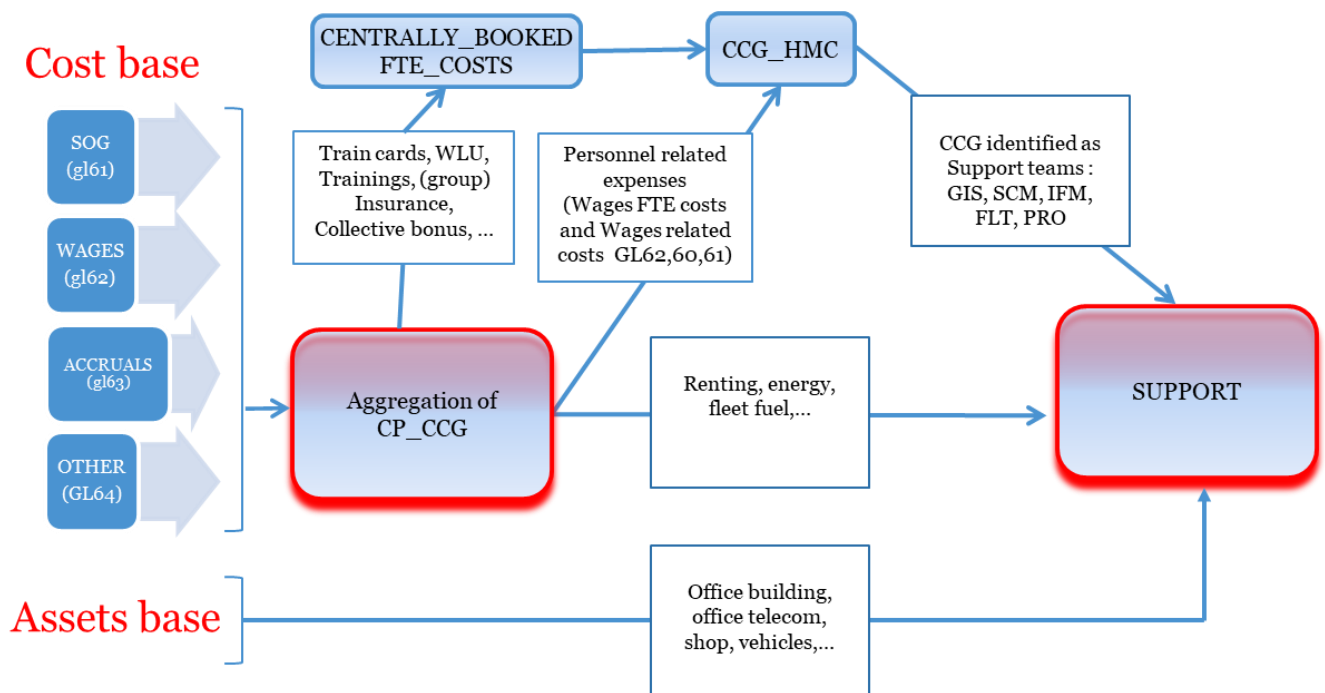 Cost base
SOG
(gl61)
WAGES
(gl62)
ACCRUALS
(gl63)
OTHER
(GL64)
CENTRALLY_BOOKED
FTE_COSTS
CCG_HMC
Train cards, WLU,
Trainings, (group)
Insurance,
Collective bonus, ...
Personnel related
expenses
(Wages FTE costs
and Wages related
costs  GL62,60,61)
CCG identified as
Support teams :
GIS, SCM, IFM,
FLT, PRO
Aggregation of
CP_CCG
Renting, energy,
fleet fuel,...
SUPPORT
Assets base
Office building,
office telecom,
shop, vehicles,...